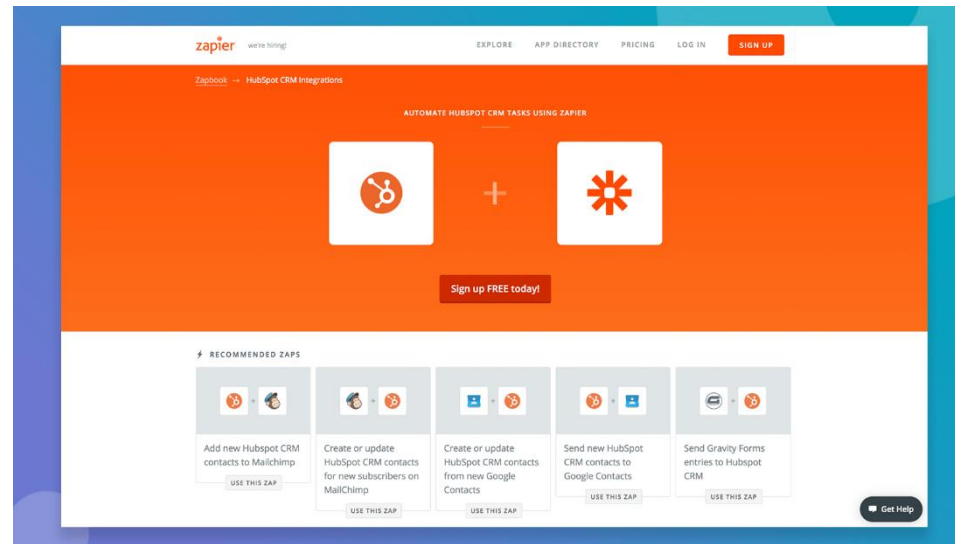 zapier we're hiring! EXPLORE APP DIRECTORY PRICING LOG IN SIGN UP
Zapbook → HubSpot CRM Integrations
AUTOMATE HUBSPOT CRM TASKS USING ZAPIER
+
Sign up FREE today!
RECOMMENDED ZAPS
+ + + + +
Add new Hubspot CRM
contacts to Mailchimp
USE THIS ZAP
Create or update
HubSpot CRM contacts
for new subscribers on
MailChimp
USE THIS ZAP
Create or update
HubSpot CRM contacts
from new Google
Contacts
USE THIS ZAP
Send new HubSpot
CRM contacts to
Google Contacts
USE THIS ZAP
Send Gravity Forms
entries to Hubspot
CRM
USE THIS ZAP
Get Help